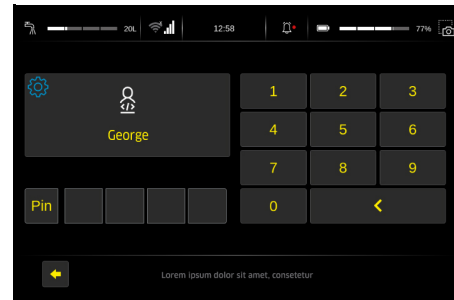 20L 12:58 77%
1 2 3
</>
George
4 5 6
7 8 9
Pin
0
Lorem ipsum dolor sit amet, consetetur